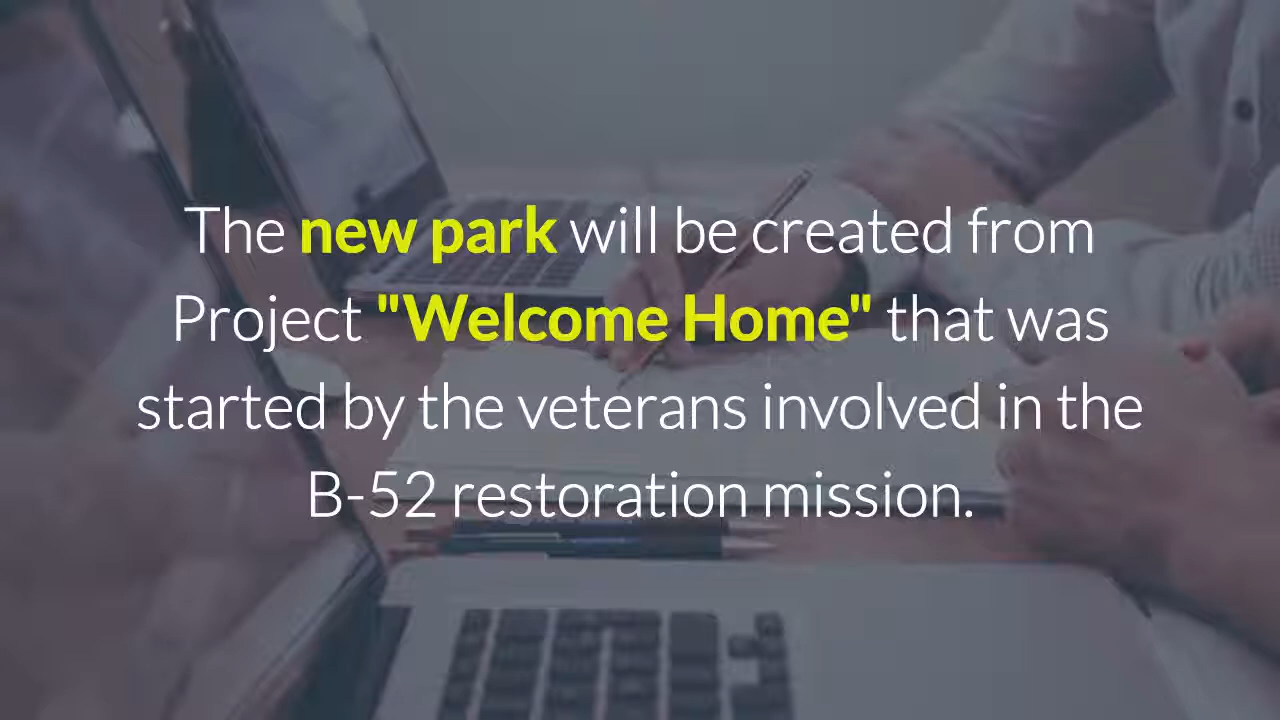 The new park will be created from
Project "Welcome Home" that was
started by the veterans involved in the
B-52 restoration mission.